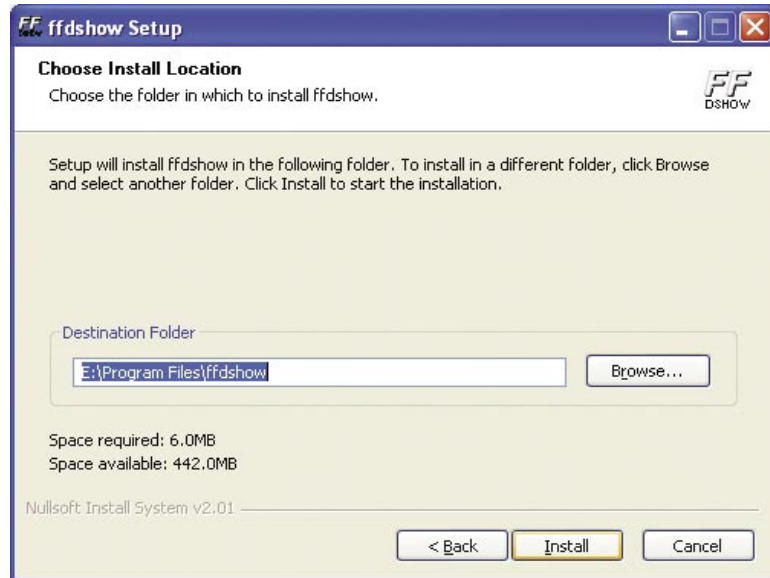 FF ffdshow Setup
Choose Install Location
Choose the folder in which to install ffdshow.
FF
DSHOW
Setup will install ffdshow in the following folder. To install in a different folder, click Browse
and select another folder. Click Install to start the installation.
Destination Folder
E:\Program Files\ffdshow
Browse...
Space required: 6.0MB
Space available: 442.0MB
Nullsoft Install System v2.01
< Back
Install
Cancel